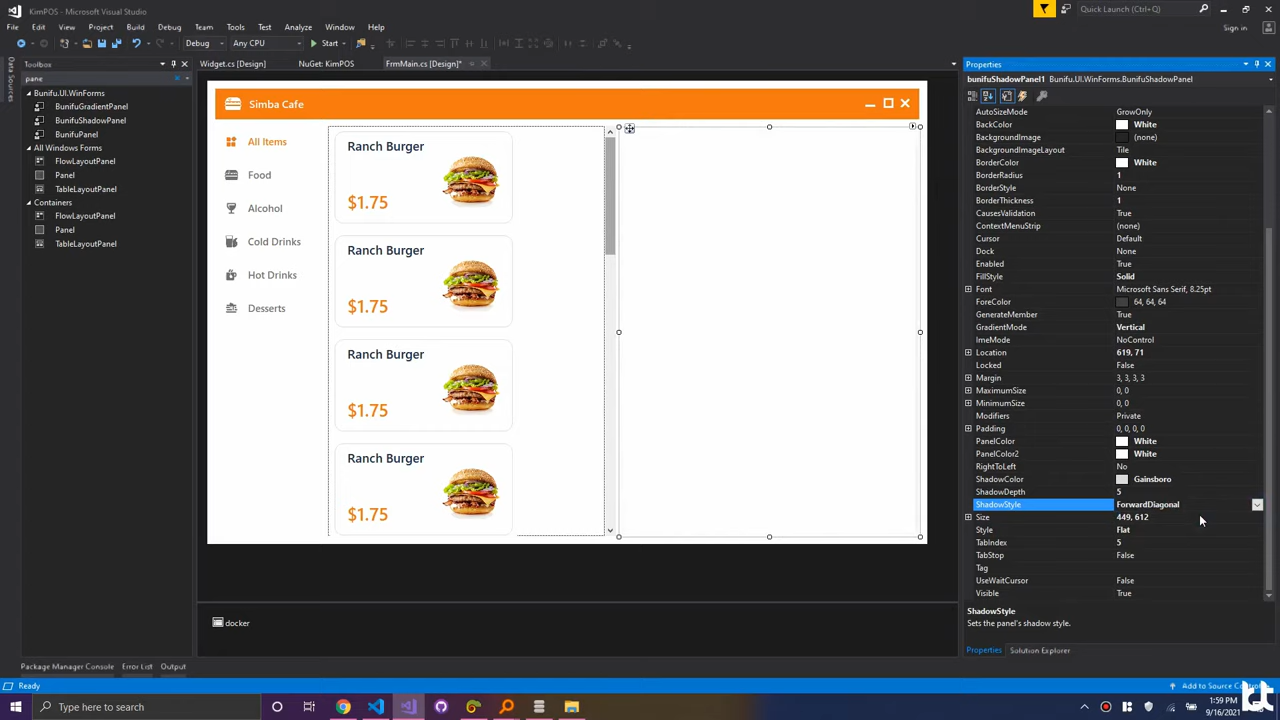 KimPOS - Microsoft Visual Studio
Quick Launch (Ctrl+Q)
File Edit View Project Build Debug Team Tools Test Analyze Window Help
Sign in
Debug Any CPU Start
Data Sources
Toolbox
pane
Bunifu.UI.WinForms
BunifuGradientPanel
BunifuShadowPanel
BunifuPanel
All Windows Forms
FlowLayoutPanel
Panel
TableLayoutPanel
Containers
FlowLayoutPanel
Panel
TableLayoutPanel
Widget.cs [Design] NuGet: KimPOS FrmMain.cs [Design]*
Simba Cafe
All Items
Food
Alcohol
Cold Drinks
Hot Drinks
Desserts
Ranch Burger
$1.75
Ranch Burger
$1.75
Ranch Burger
$1.75
Ranch Burger
$1.75
docker
Properties
bunifuShadowPanel1 Bunifu.UI.WinForms.BunifuShadowPanel
AutoSizeMode GrowOnly
BackColor White
BackgroundImage (none)
BackgroundImageLayout Tile
BorderColor White
BorderRadius 1
BorderStyle None
BorderThickness 1
CausesValidation True
ContextMenuStrip (none)
Cursor Default
Dock None
Enabled True
FillStyle Solid
Font Microsoft Sans Serif, 8.25pt
ForeColor 64, 64, 64
GenerateMember True
GradientMode Vertical
ImeMode NoControl
Location 619, 71
Locked False
Margin 3, 3, 3, 3
MaximumSize 0, 0
MinimumSize 0, 0
Modifiers Private
Padding 0, 0, 0, 0
PanelColor White
PanelColor2 White
RightToLeft No
ShadowColor Gainsboro
ShadowDepth 5
ShadowStyle ForwardDiagonal
Size 449, 612
Style Flat
TabIndex 5
TabStop False
Tag
UseWaitCursor False
Visible True
ShadowStyle
Sets the panel's shadow style.
Properties Solution Explorer
Package Manager Console Error List Output
Ready
Add to Source
Type here to search
1:59 PM
9/16/2021